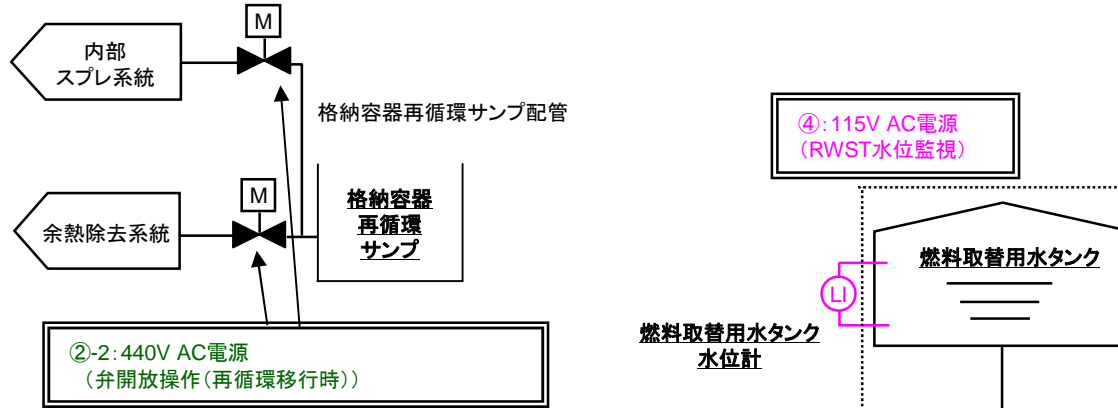 M
内部
スプレ系統
格納容器再循環サンプ配管
M
余熱除去系統
格納容器
再循環
サンプ
②-2:440V AC電源
(弁開放操作(再循環移行時))
④:115V AC電源
(RWST水位監視)
燃料取替用水タンク
LI
燃料取替用水タンク
水位計